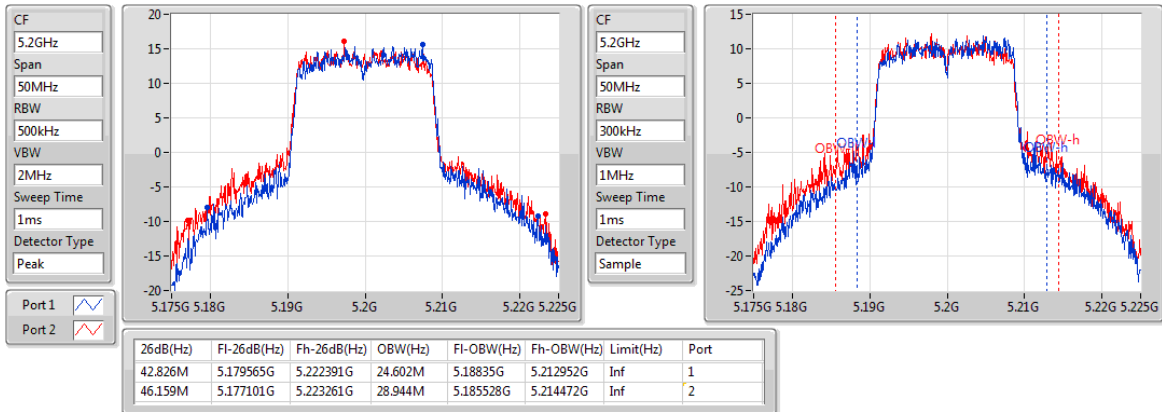 CF
5.2GHz
Span
50MHz
RBW
500kHz
VBW
2MHz
Sweep Time
1ms
Detector Type
Peak
Port 1
Port 2
20
15
10
5
0
-5
-10
-15
-20
5.175G 5.18G 5.19G 5.2G 5.21G 5.22G 5.225G
CF
5.2GHz
Span
50MHz
RBW
300kHz
VBW
1MHz
Sweep Time
1ms
Detector Type
Sample
15
10
5
0
-5
-10
-15
-20
-25
5.175G 5.18G 5.19G 5.2G 5.21G 5.22G 5.225G
OBW-h
26dB(Hz) Fl-26dB(Hz) Fh-26dB(Hz) OBW(Hz) Fl-OBW(Hz) Fh-OBW(Hz) Limit(Hz) Port
42.826M 5.179565G 5.222391G 24.602M 5.18835G 5.212952G Inf 1
46.159M 5.177101G 5.223261G 28.944M 5.185528G 5.214472G Inf 2